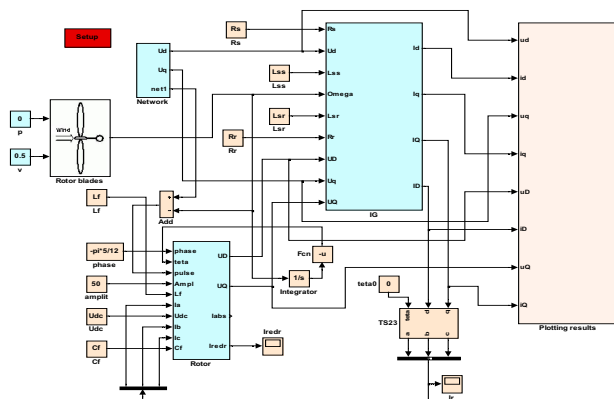 Setup
Rs
Rs
Lss
Lss
Lsr
Lsr
Rr
Rr
Ud
Uq
net1
Network
Rs
Ud
Lss
Omega
Lsr
Rr
UD
Uq
UQ
Id
Iq
IQ
ID
IG
ud
id
uq
iq
uD
iD
uQ
iQ
Plotting results
0
p
0.5
v
Wind
Rotor blades
Lf
Lf
+
-
Add
-pi*5/12
phase
50
amplit
Udc
Udc
Cf
Cf
phase
teta
pulse
Ampl
Lf
Ia
Udc
Ib
Ic
Cf
UD
UQ
Iabs
Iredr
Rotor
Fcn
-u
1/s
Integrator
Iredr
teta0
0
teta
d
q
TS23
a
b
c
Ir